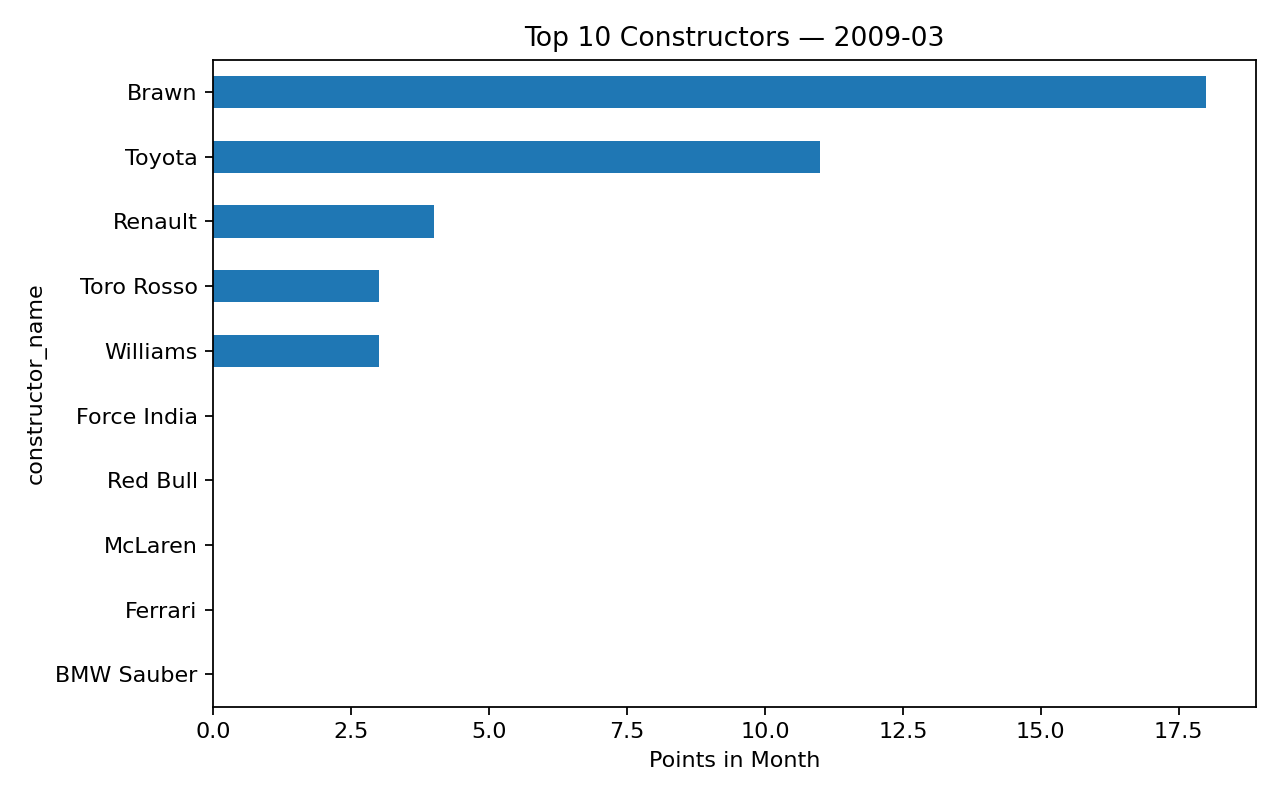 Top 10 Constructors — 2009-03
constructor_name
Brawn
Toyota
Renault
Toro Rosso
Williams
Force India
Red Bull
McLaren
Ferrari
BMW Sauber
0.0 2.5 5.0 7.5 10.0 12.5 15.0 17.5
Points in Month